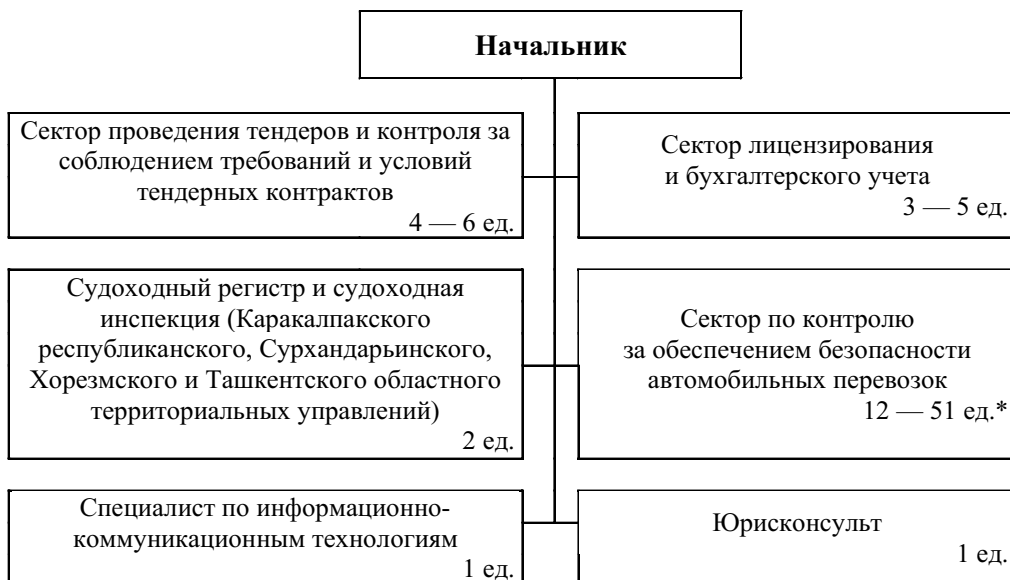 Начальник
Сектор проведения тендеров и контроля за
соблюдением требований и условий
тендерных контрактов
4 — 6 ед.
Сектор лицензирования
и бухгалтерского учета
3 — 5 ед.
Судоходный регистр и судоходная
инспекция (Каракалпакского
республиканского, Сурхандарьинского,
Хорезмского и Ташкентского областного
территориальных управлений)
2 ед.
Сектор по контролю
за обеспечением безопасности
автомобильных перевозок
12 — 51 ед.*
Специалист по информационно-
коммуникационным технологиям
1 ед.
Юрисконсульт
1 ед.